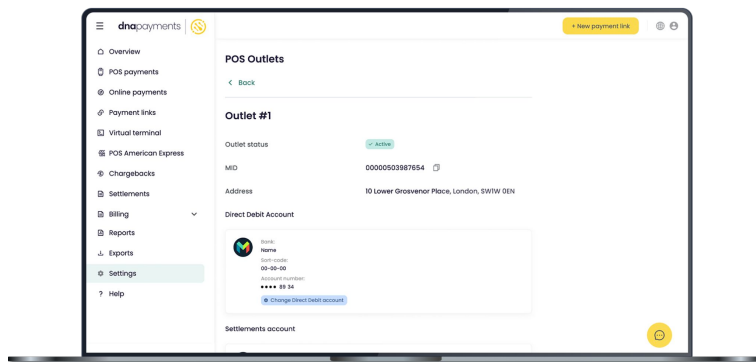 dnapayments
+ New payment link
Overview
POS payments
Online payments
Payment links
Virtual terminal
POS American Express
Chargebacks
Settlements
Billing
Reports
Exports
Settings
? Help
POS Outlets
< Back
Outlet #1
Outlet status
✓ Active
MID
00000503987654
Address
10 Lower Grosvenor Place, London, SW1W 0EN
Direct Debit Account
Bank:
Name
Sort-code:
00-00-00
Account number:
•••• 89 34
Change Direct Debit account
Settlements account